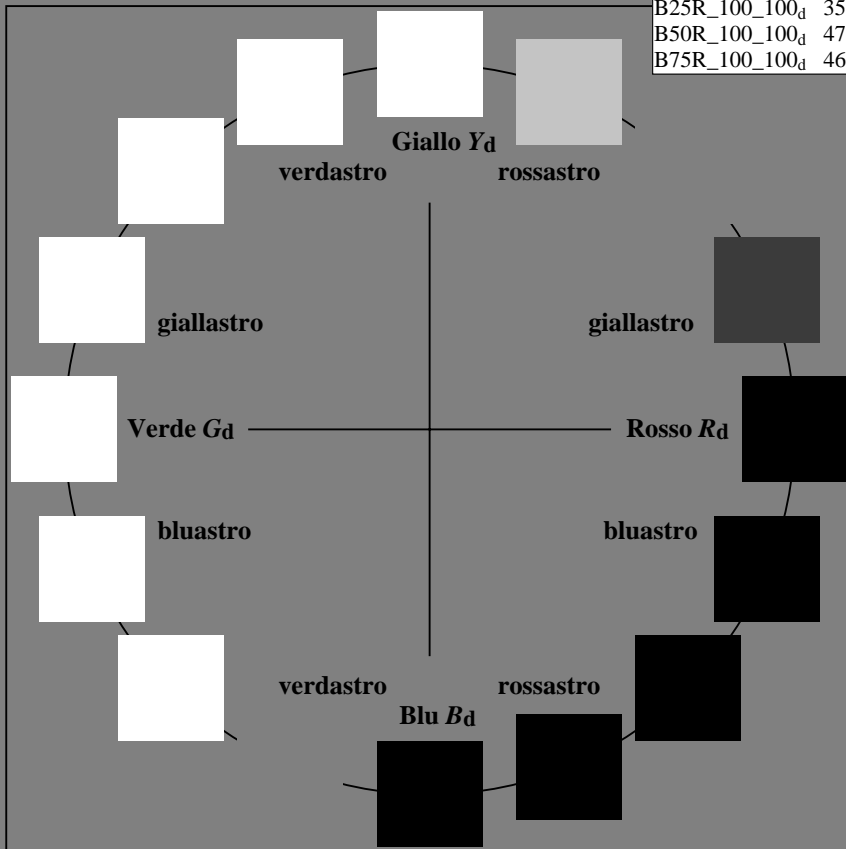 B25R_100_100d 35
B50R_100_100d 47
B75R_100_100d 46
Giallo Yd
verdastro rossastro
giallastro giallastro
Verde Gd Rosso Rd
bluastro bluastro
verdastro rossastro
Blu Bd